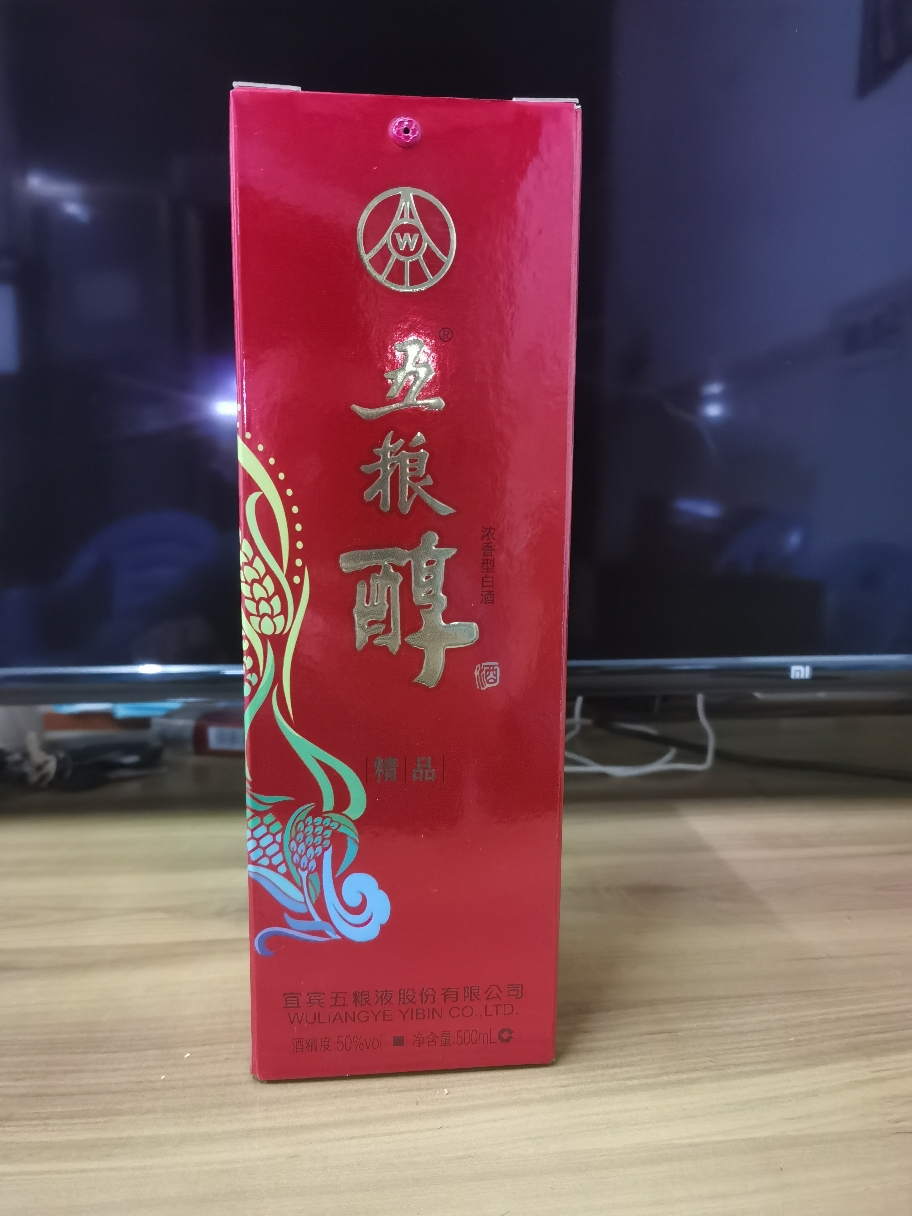 W
®
五粮醇
浓香型白酒
酒
精品
宜宾五粮液股份有限公司
WULIANGYE YIBIN CO.,LTD.
酒精度:50%vol ■ 净含量:500mL
mi